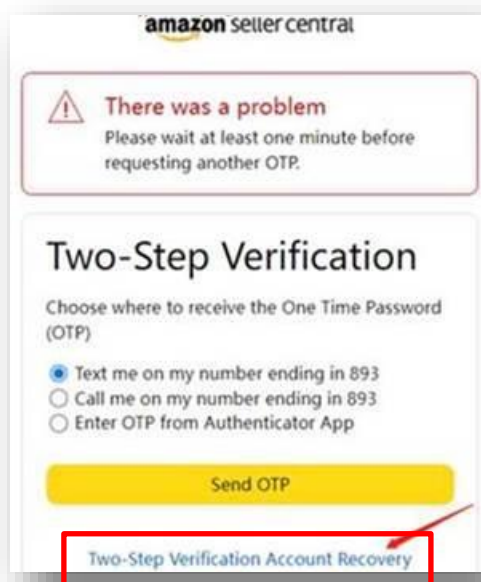 amazon seller central
There was a problem
Please wait at least one minute before
requesting another OTP.
Two-Step Verification
Choose where to receive the One Time Password
(OTP)
Text me on my number ending in 893
Call me on my number ending in 893
Enter OTP from Authenticator App
Send OTP
Two-Step Verification Account Recovery